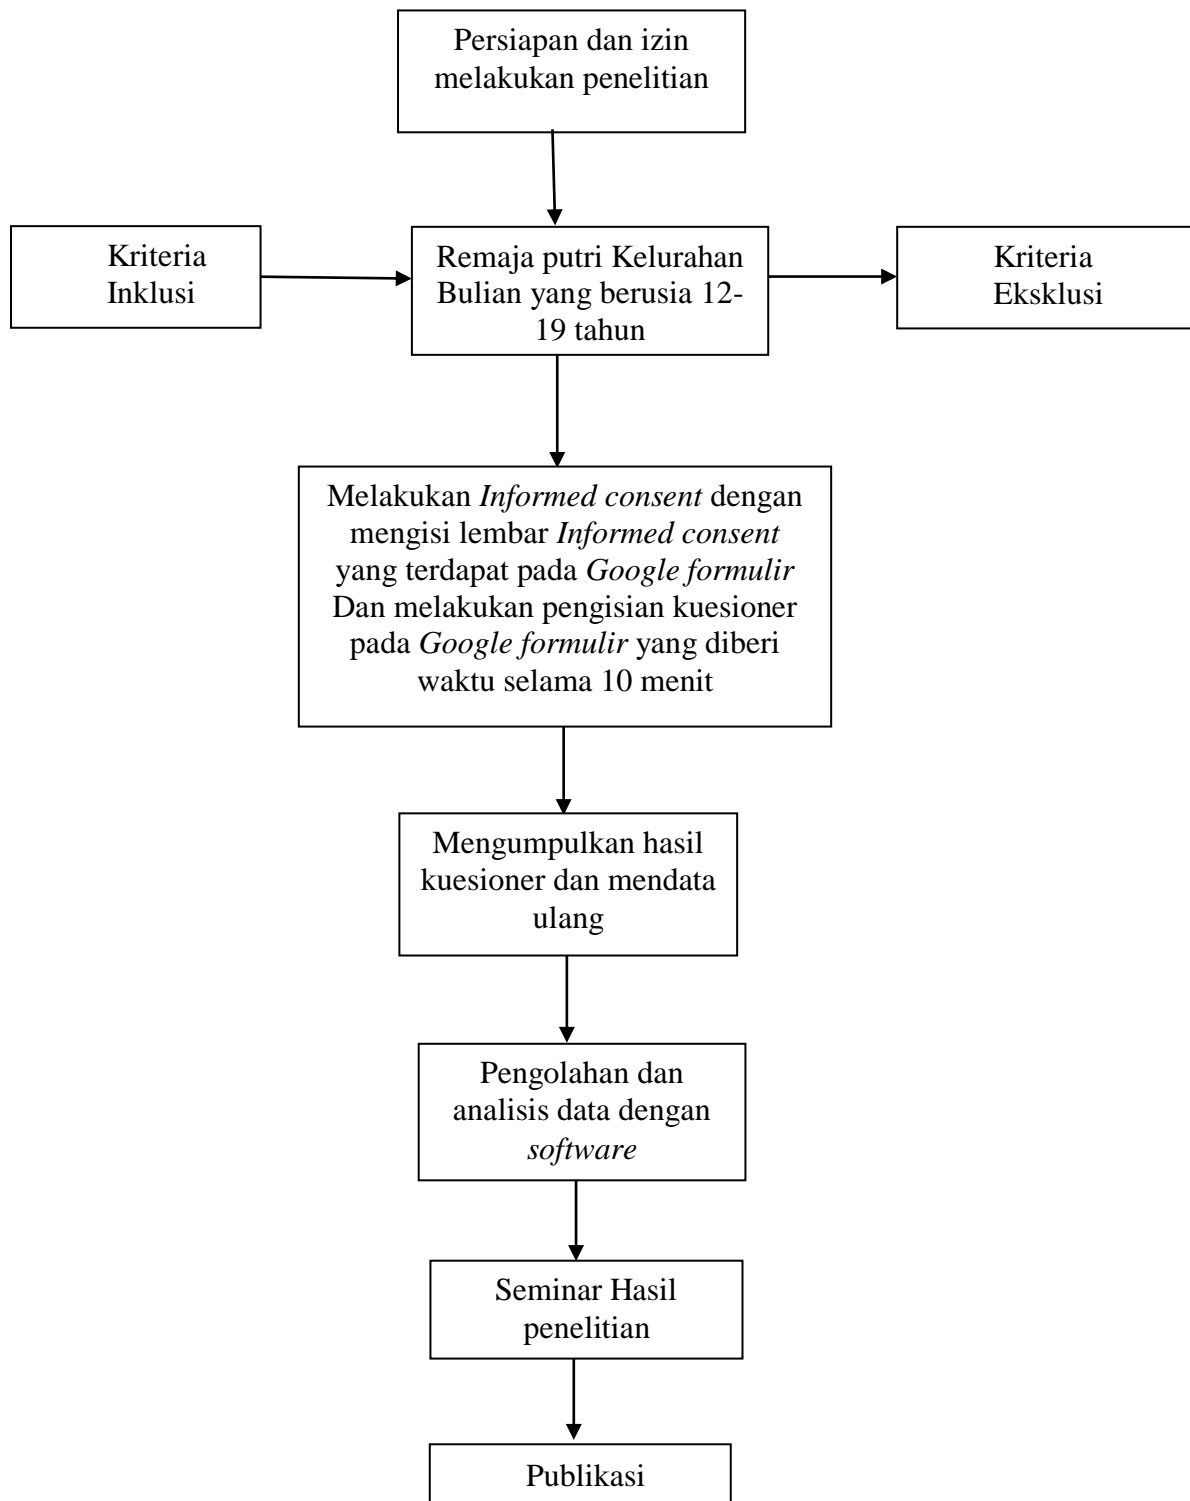 Persiapan dan izin
melakukan penelitian
Kriteria
Inklusi
Remaja putri Kelurahan
Bulian yang berusia 12-
19 tahun
Kriteria
Eksklusi
Melakukan Informed consent dengan
mengisi lembar Informed consent
yang terdapat pada Google formulir
Dan melakukan pengisian kuesioner
pada Google formulir yang diberi
waktu selama 10 menit
Mengumpulkan hasil
kuesioner dan mendata
ulang
Pengolahan dan
analisis data dengan
software
Seminar Hasil
penelitian
Publikasi